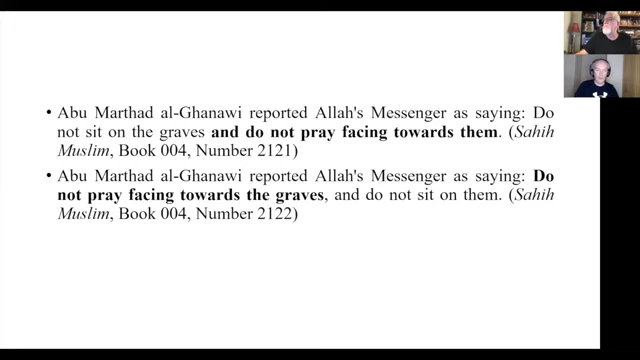 • Abu Marthad al-Ghanawi reported Allah's Messenger as saying: Do
not sit on the graves and do not pray facing towards them. (Sahih
Muslim, Book 004, Number 2121)
• Abu Marthad al-Ghanawi reported Allah's Messenger as saying: Do
not pray facing towards the graves, and do not sit on them. (Sahih
Muslim, Book 004, Number 2122)